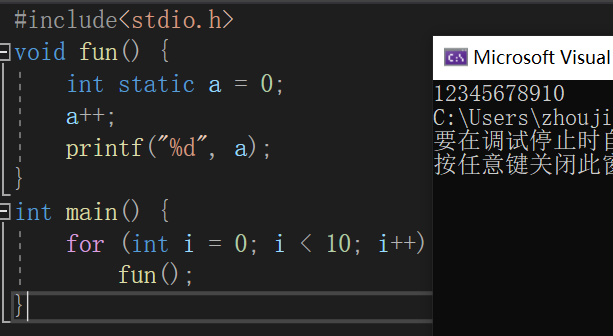 #include<stdio.h>
void fun() {
int static a = 0;
a++;
printf("%d", a);
}
int main() {
for (int i = 0; i < 10; i++)
fun();
}
Microsoft Visual
12345678910
C:\Users\zhouji
要在调试停止时自
按任意键关闭此窗